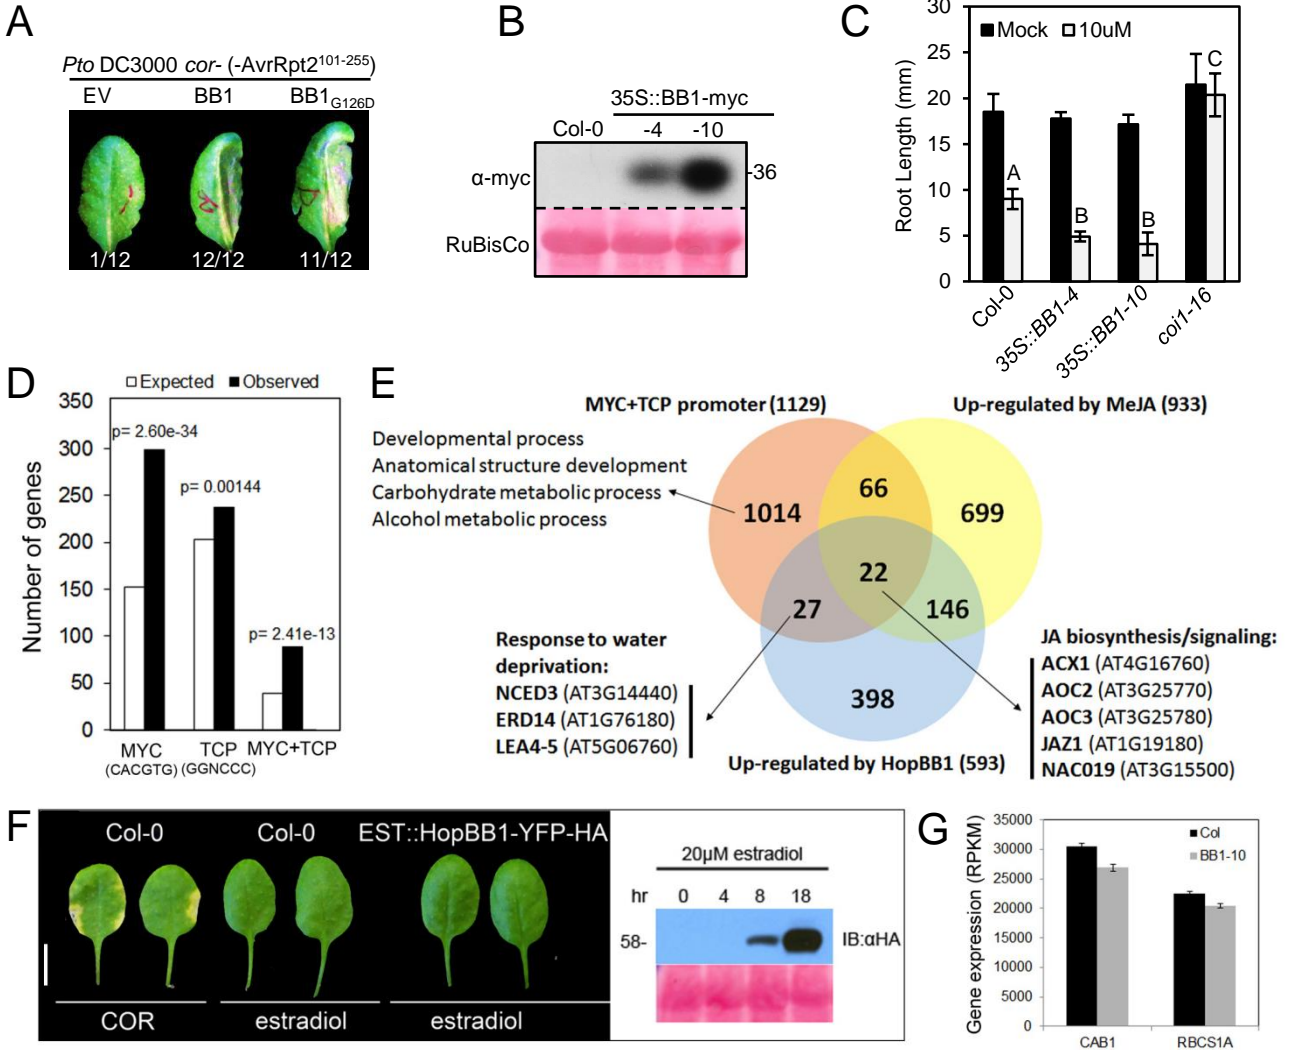 A
Pto DC3000 cor- (-AvrRpt2101-255)
EV BB1 BB1G126D
1/12 12/12 11/12
B
35S::BB1-myc
Col-0 -4 -10
α-myc
-36
RuBisCo
C
Mock 10uM
Root Length (mm)
30
25
20
15
10
5
0
A
B
B
C
Col-0
35S::BB1-4
35S::BB1-10
coi1-16
D
Expected Observed
Number of genes
350
300
250
200
150
100
50
0
p= 2.60e-34
p= 0.00144
p= 2.41e-13
MYC TCP MYC+TCP
(CACGTG) (GGNCCC)
E
MYC+TCP promoter (1129)
Up-regulated by MeJA (933)
Developmental process
Anatomical structure development
Carbohydrate metabolic process
Alcohol metabolic process
66
1014
699
22
27
146
398
Response to water
deprivation:
NCED3 (AT3G14440)
ERD14 (AT1G76180)
LEA4-5 (AT5G06760)
JA biosynthesis/signaling:
ACX1 (AT4G16760)
AOC2 (AT3G25770)
AOC3 (AT3G25780)
JAZ1 (AT1G19180)
NAC019 (AT3G15500)
Up-regulated by HopBB1 (593)
F
Col-0 Col-0 EST::HopBB1-YFP-HA
COR estradiol estradiol
20µM estradiol
hr 0 4 8 18
58-
IB:αHA
G
Gene expression (RPKM)
35000
30000
25000
20000
15000
10000
5000
0
Col
BB1-10
CAB1 RBCS1A